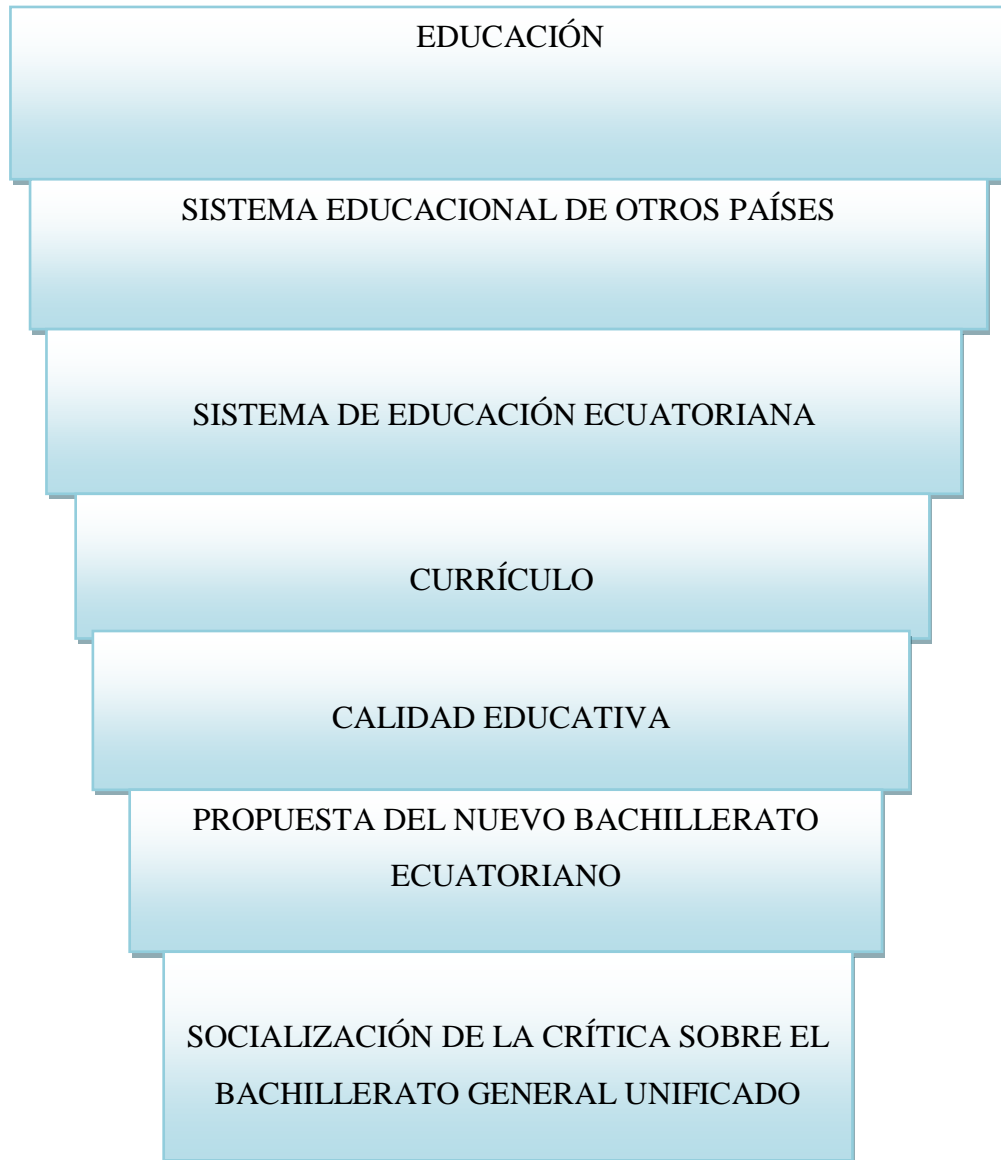 EDUCACIÓN
SISTEMA EDUCACIONAL DE OTROS PAÍSES
SISTEMA DE EDUCACIÓN ECUATORIANA
CURRÍCULO
CALIDAD EDUCATIVA
PROPUESTA DEL NUEVO BACHILLERATO
ECUATORIANO
SOCIALIZACIÓN DE LA CRÍTICA SOBRE EL
BACHILLERATO GENERAL UNIFICADO